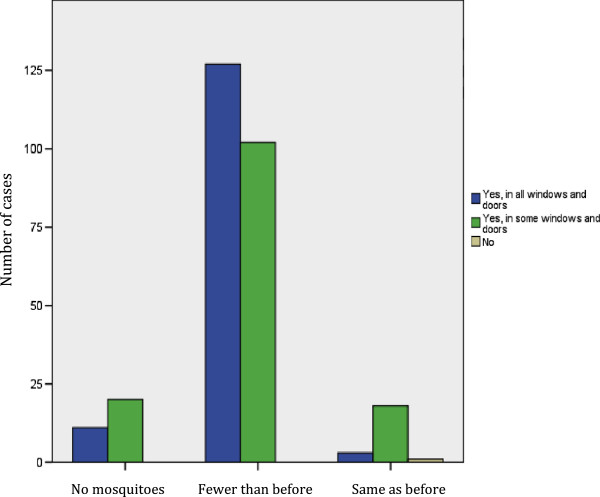 Number of cases
125
100
75
50
25
0
No mosquitoes
Fewer than before
Same as before
Yes, in all windows and
doors
Yes, in some windows and
doors
No